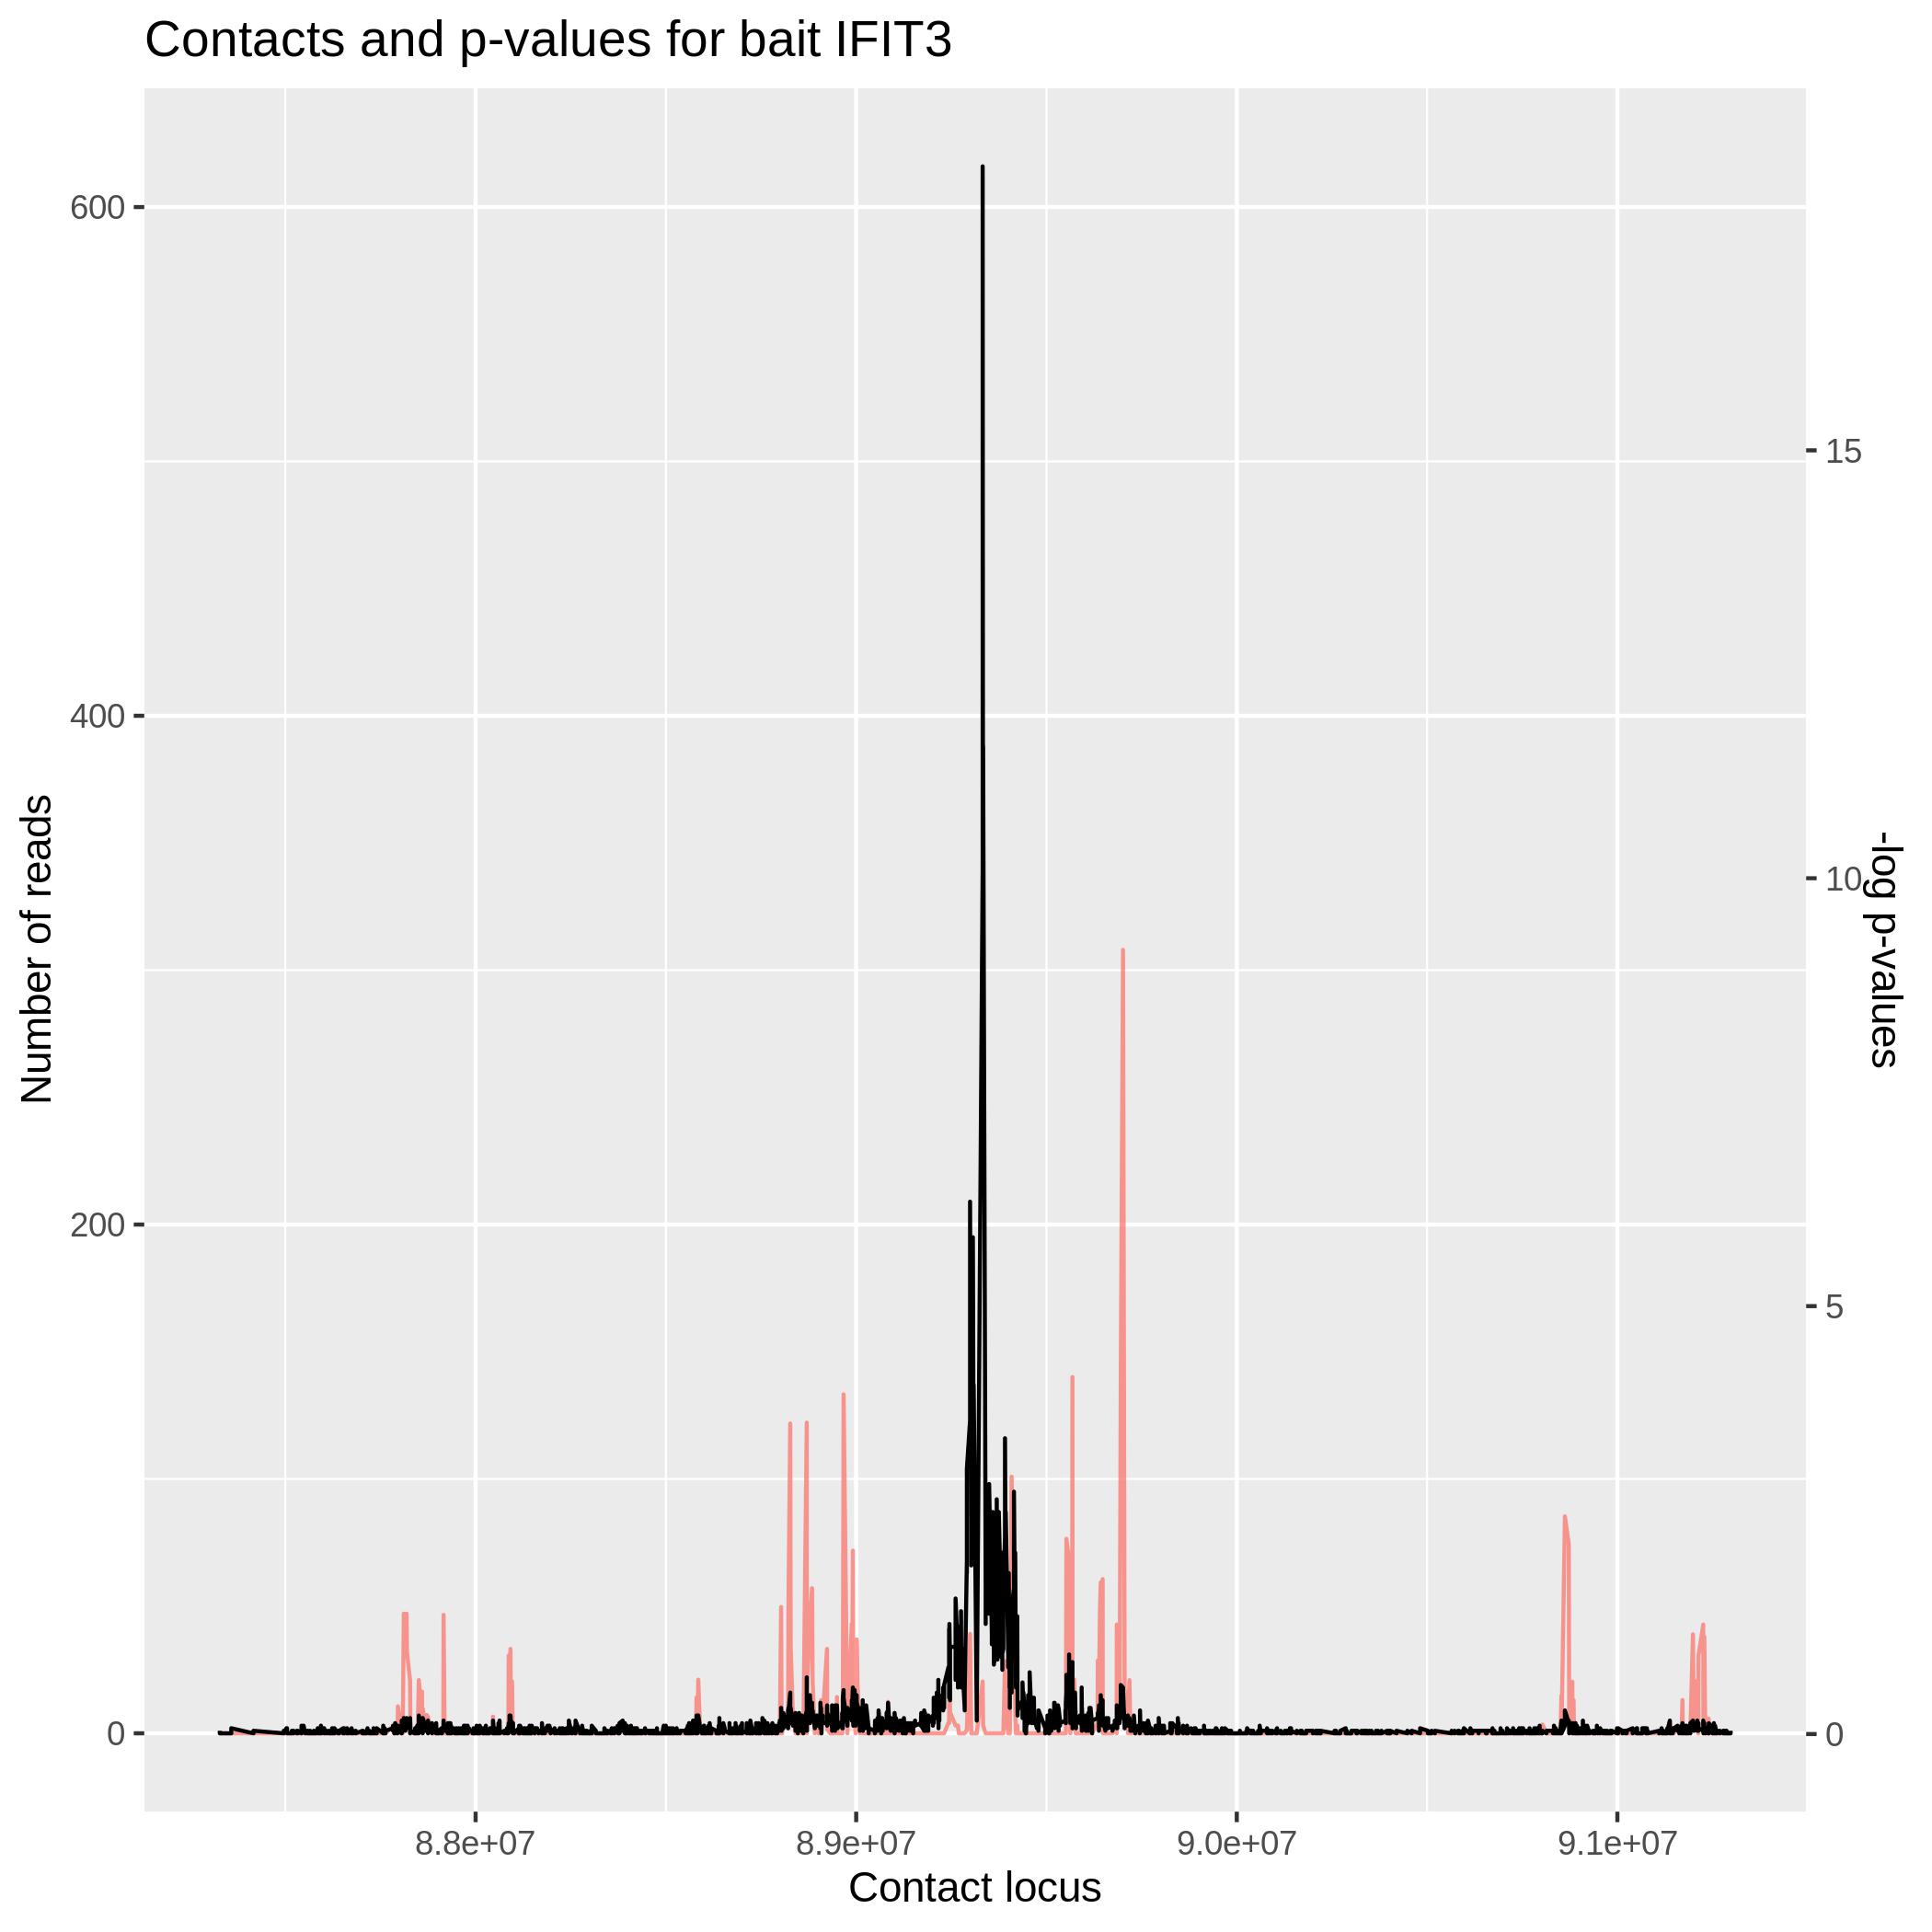 Contacts and p-values for bait IFIT3
600
400
200
0
Number of reads
15
10
5
0
-log p-values
8.8e+07
8.9e+07
9.0e+07
9.1e+07
Contact locus